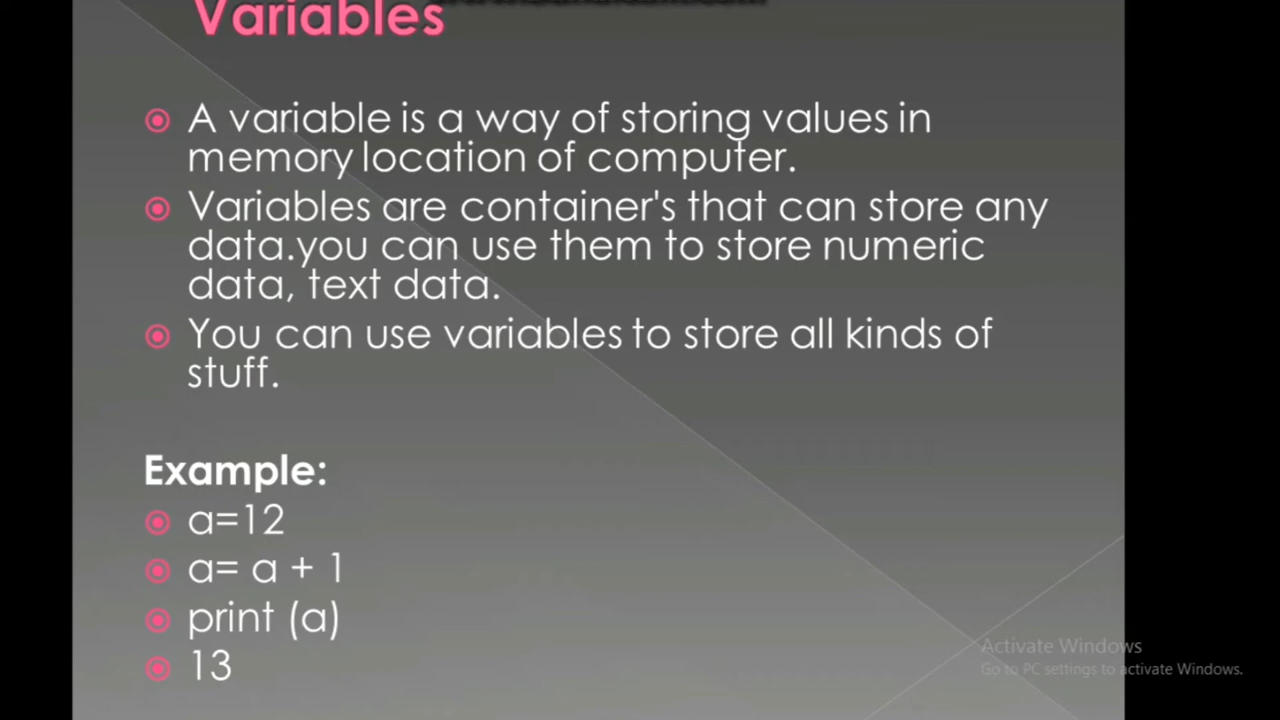 Variables
A variable is a way of storing values in
memory location of computer.
Variables are container's that can store any
data.you can use them to store numeric
data, text data.
You can use variables to store all kinds of
stuff.
Example:
a=12
a= a + 1
print (a)
13
Activate Windows
Go to PC settings to activate Windows.